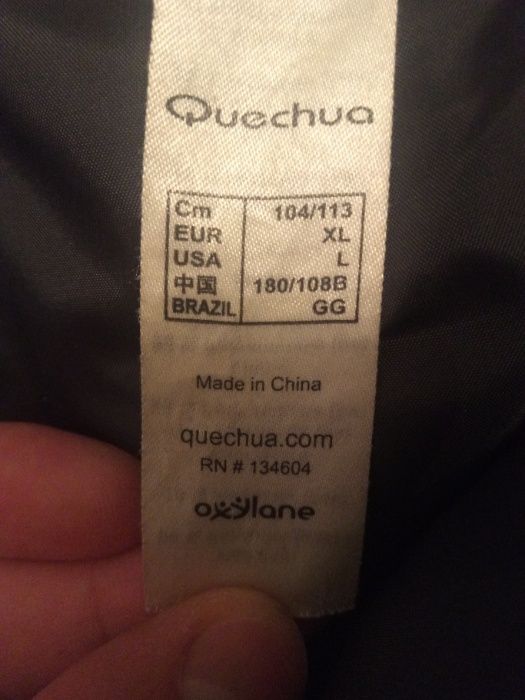 Quechua
Cm 104/113
EUR XL
USA L
中国 180/108B
BRAZIL GG
Made in China
quechua.com
RN # 134604
oxylane